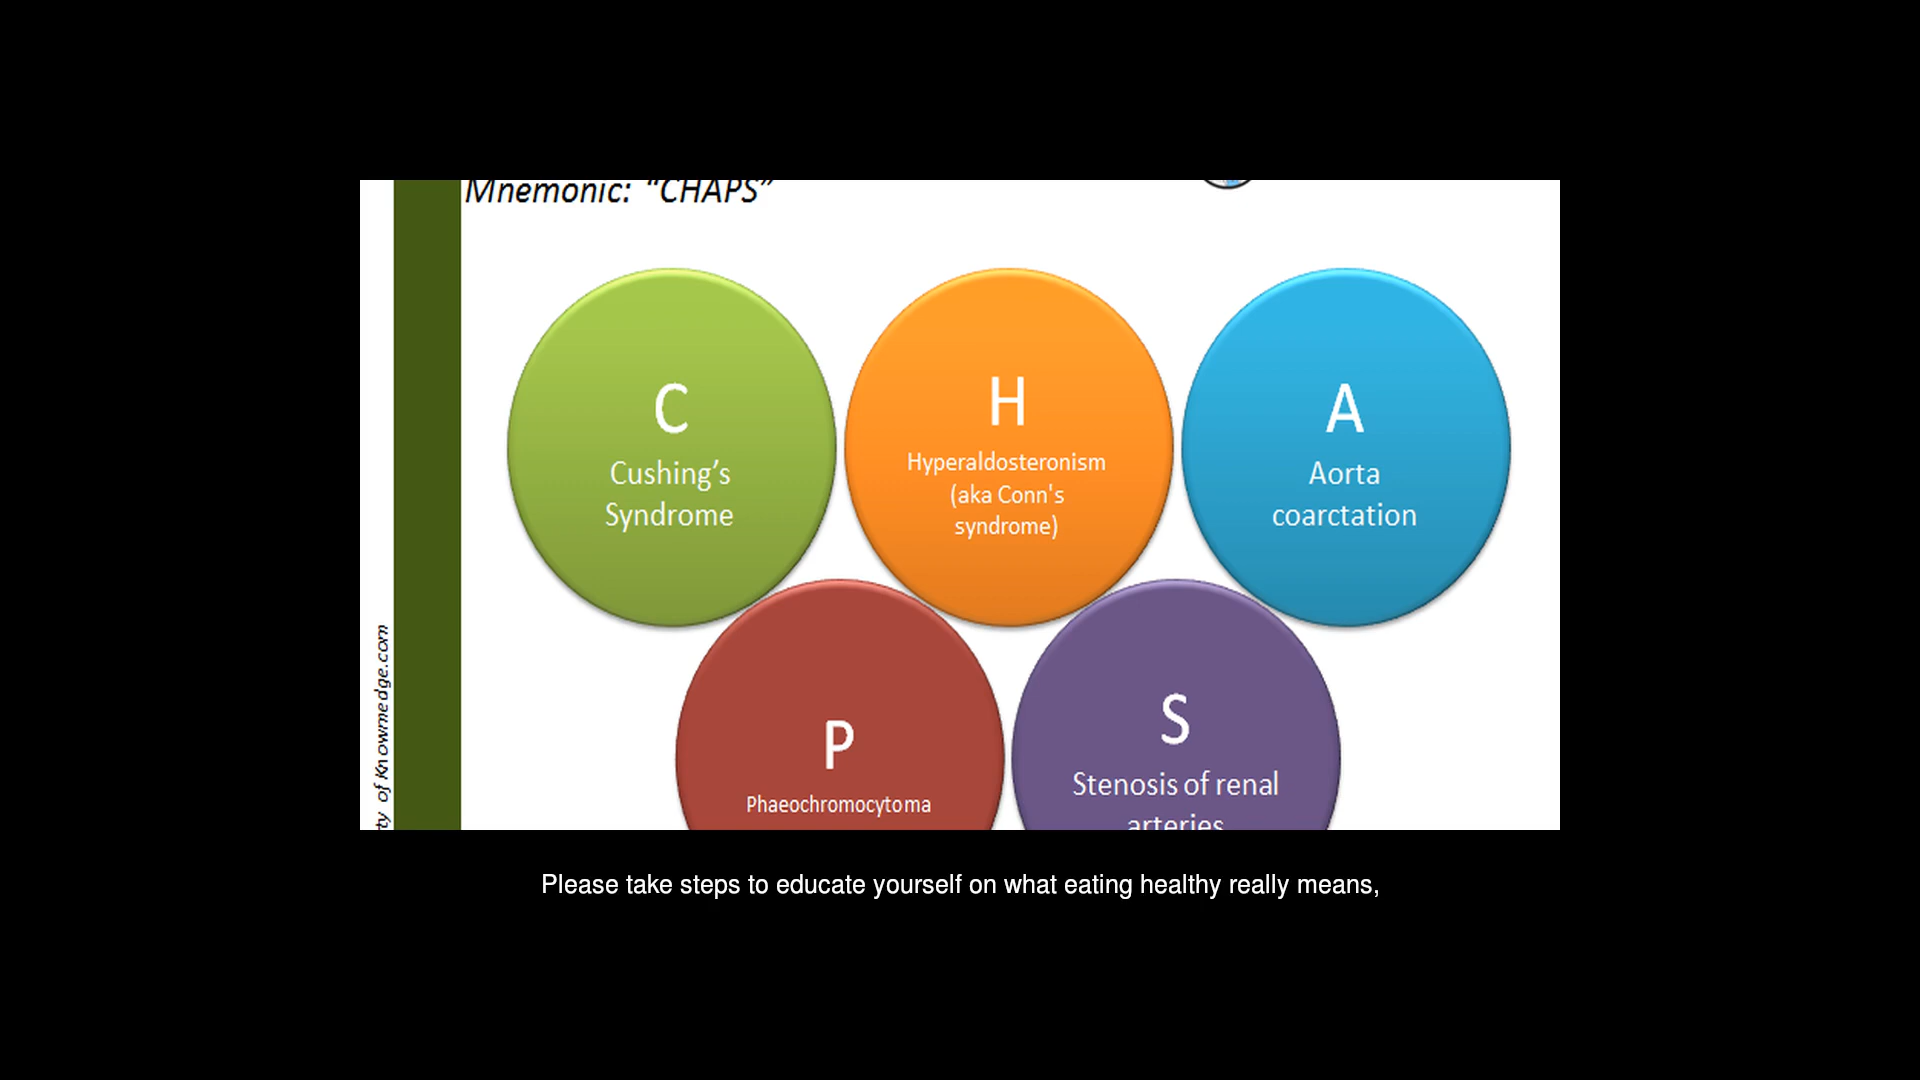 Mnemonic: “CHAPS”
C
Cushing’s
Syndrome
H
Hyperaldosteronism
(aka Conn's
syndrome)
A
Aorta
coarctation
P
Phaeochromocytoma
S
Stenosis of renal
arteries
ty of Knowmedge.com
Please take steps to educate yourself on what eating healthy really means,